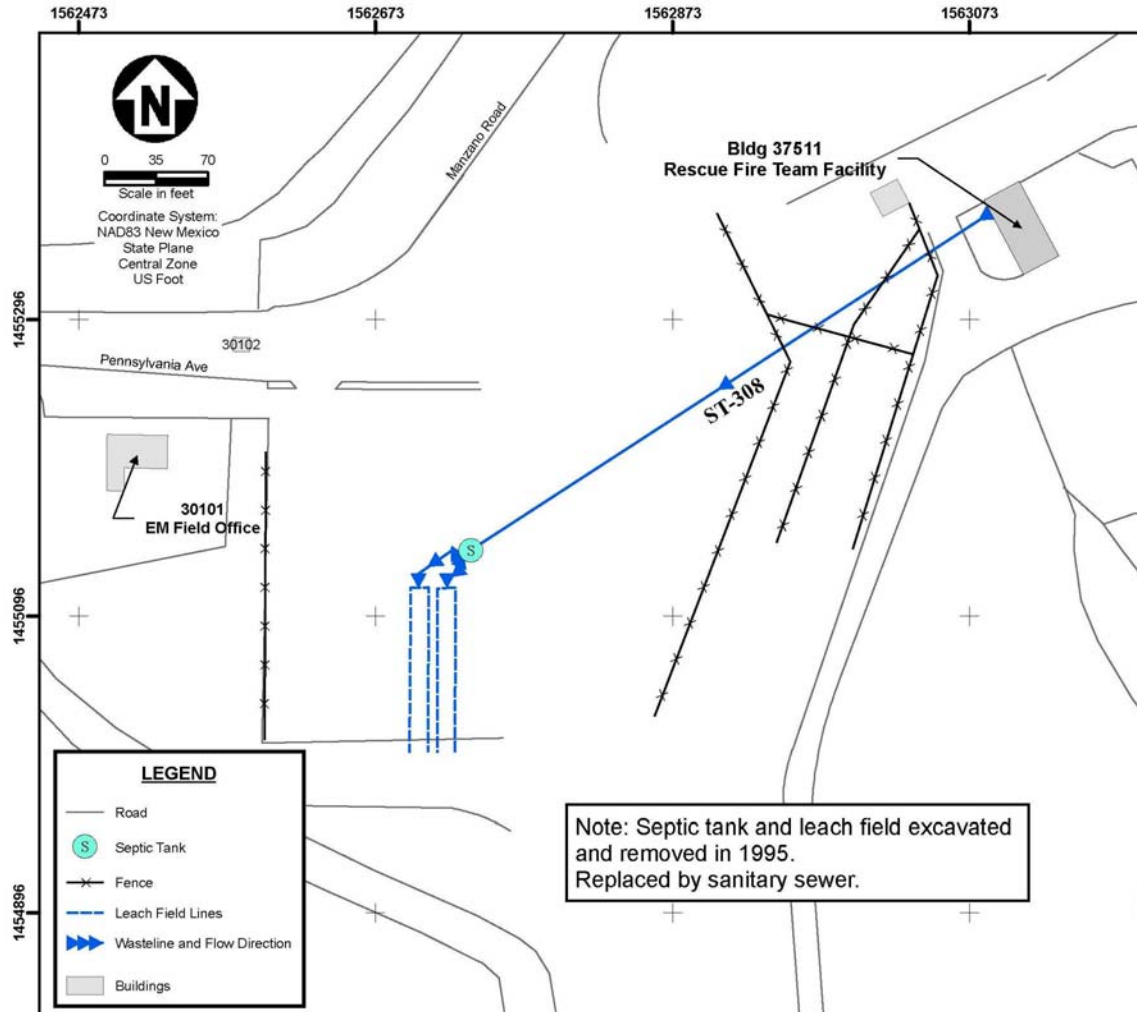 1562473
1562673
1562873
1563073
N
0 35 70
Scale in feet
Coordinate System:
NAD83 New Mexico
State Plane
Central Zone
US Foot
Manzano Road
Bldg 37511
Rescue Fire Team Facility
1455296
30102
Pennsylvania Ave
ST-308
30101
EM Field Office
S
1455096
LEGEND
Road
S Septic Tank
Fence
Leach Field Lines
Wasteline and Flow Direction
Buildings
Note: Septic tank and leach field excavated
and removed in 1995.
Replaced by sanitary sewer.
1454896